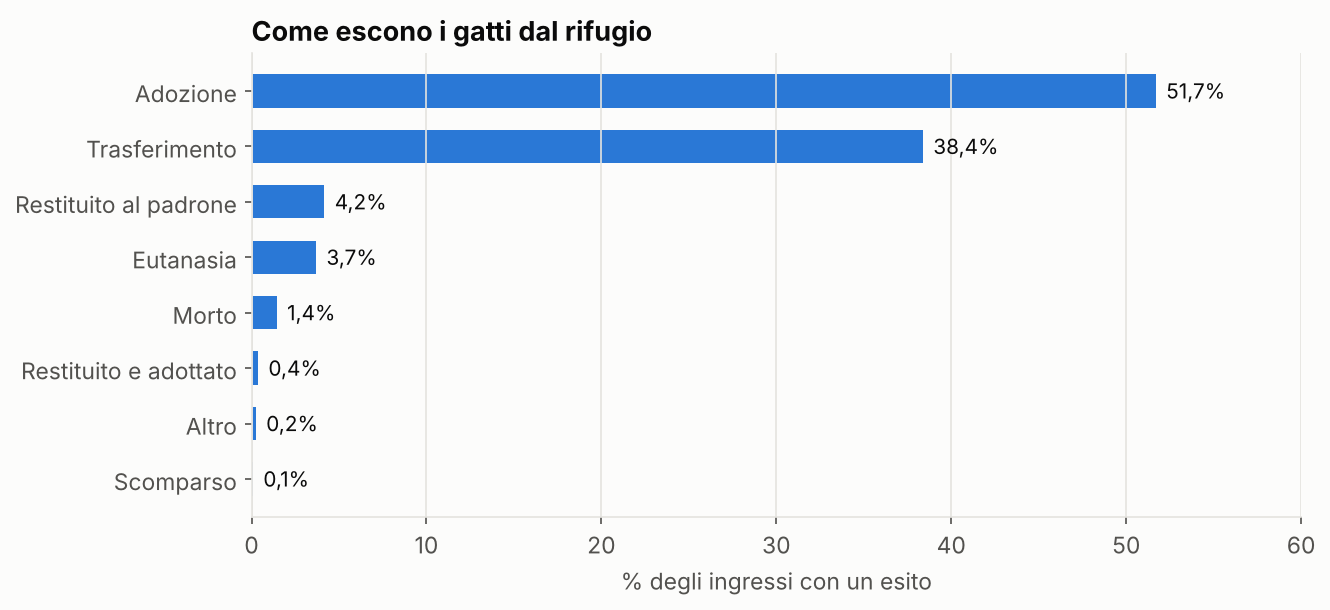 Come escono i gatti dal rifugio
Adozione 51,7%
Trasferimento 38,4%
Restituito al padrone 4,2%
Eutanasia 3,7%
Morto 1,4%
Restituito e adottato 0,4%
Altro 0,2%
Scomparso 0,1%
0 10 20 30 40 50 60
% degli ingressi con un esito